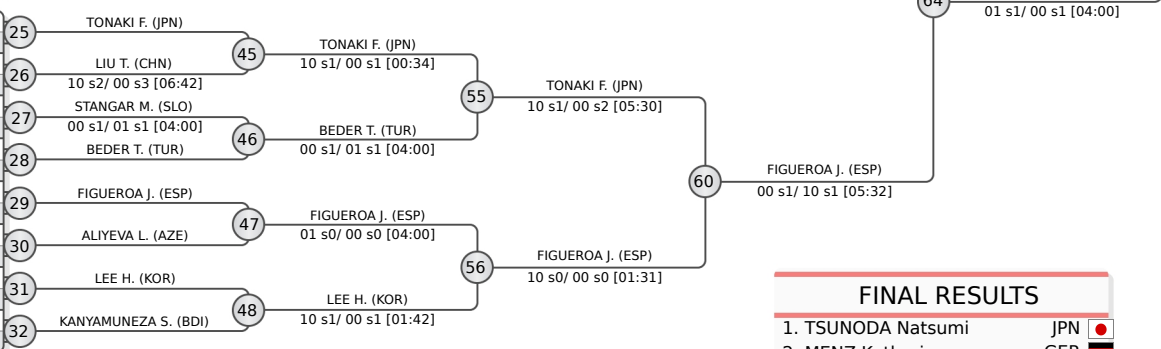 64
01 s1/ 00 s1 [04:00]
25
TONAKI F. (JPN)
45
TONAKI F. (JPN)
10 s1/ 00 s1 [00:34]
26
LIU T. (CHN)
10 s2/ 00 s3 [06:42]
55
TONAKI F. (JPN)
10 s1/ 00 s2 [05:30]
27
STANGAR M. (SLO)
00 s1/ 01 s1 [04:00]
46
BEDER T. (TUR)
00 s1/ 01 s1 [04:00]
28
BEDER T. (TUR)
60
FIGUEROA J. (ESP)
00 s1/ 10 s1 [05:32]
29
FIGUEROA J. (ESP)
47
FIGUEROA J. (ESP)
01 s0/ 00 s0 [04:00]
30
ALIYEVA L. (AZE)
56
FIGUEROA J. (ESP)
10 s0/ 00 s0 [01:31]
31
LEE H. (KOR)
48
LEE H. (KOR)
10 s1/ 00 s1 [01:42]
32
KANYAMUNEZA S. (BDI)
FINAL RESULTS
1. TSUNODA Natsumi JPN